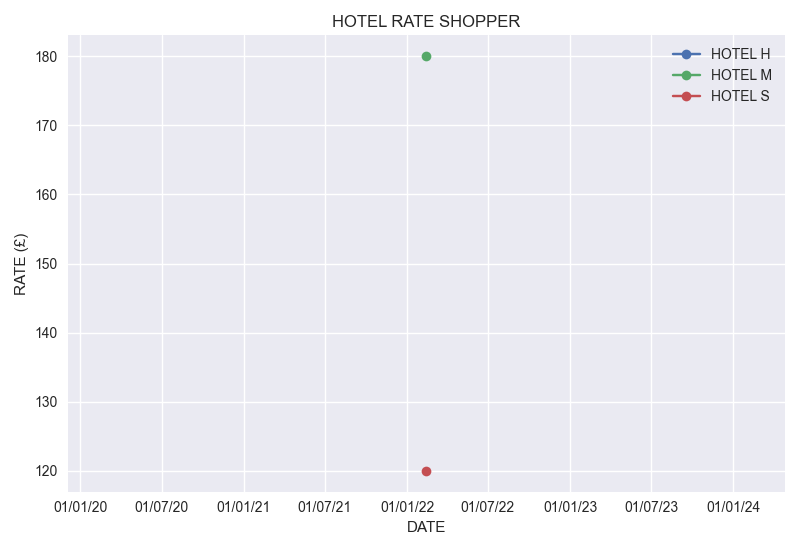 HOTEL RATE SHOPPER
180
170
160
150
140
130
120
RATE (£)
HOTEL H
HOTEL M
HOTEL S
01/01/20 01/07/20 01/01/21 01/07/21 01/01/22 01/07/22 01/01/23 01/07/23 01/01/24
DATE